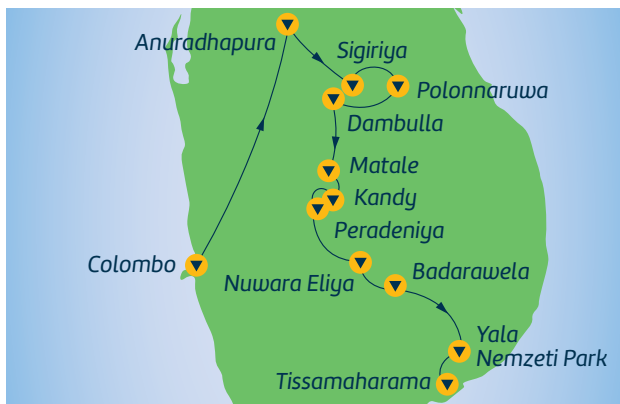 Anuradhapura
Sigiriya
Polonnaruwa
Dambulla
Matale
Kandy
Peradeniya
Colombo
Nuwara Eliya
Badarawela
Yala
Nemzeti Park
Tissamaharama